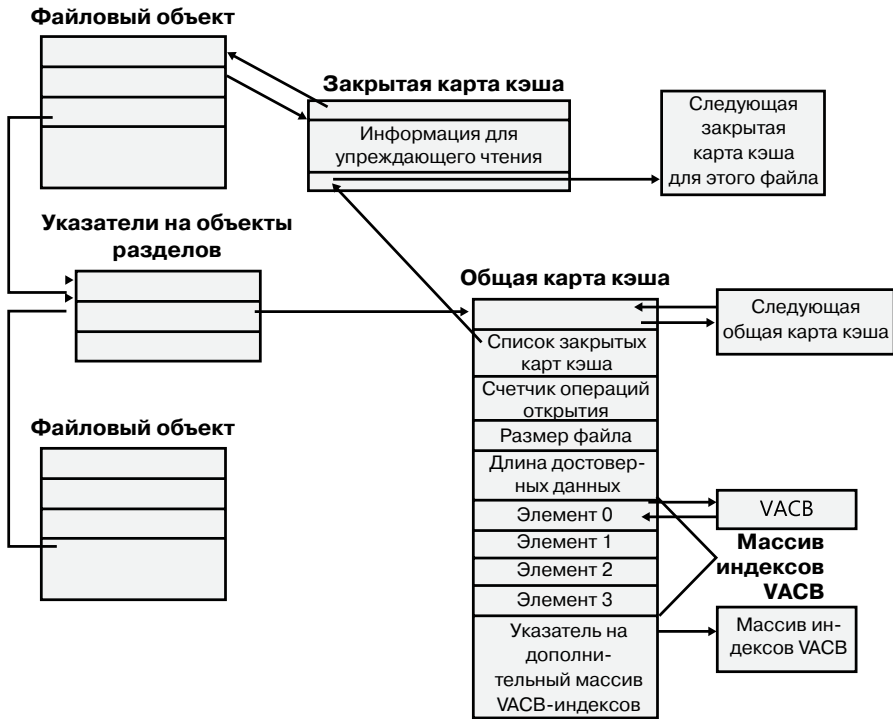 Файловый объект
Закрытая карта кэша
Информация для
упреждающего чтения
Следующая
закрытая
карта кэша
для этого файла
Указатели на объекты
разделов
Общая карта кэша
Следующая
общая карта кэша
Список закрытых
карт кэша
Счетчик операций
открытия
Размер файла
Длина достовер-
ных данных
Файловый объект
Элемент 0
Элемент 1
Элемент 2
Элемент 3
VACB
Массив
индексов
VACB
Указатель на
дополни-
тельный массив
VACB-индексов
Массив ин-
дексов VACB